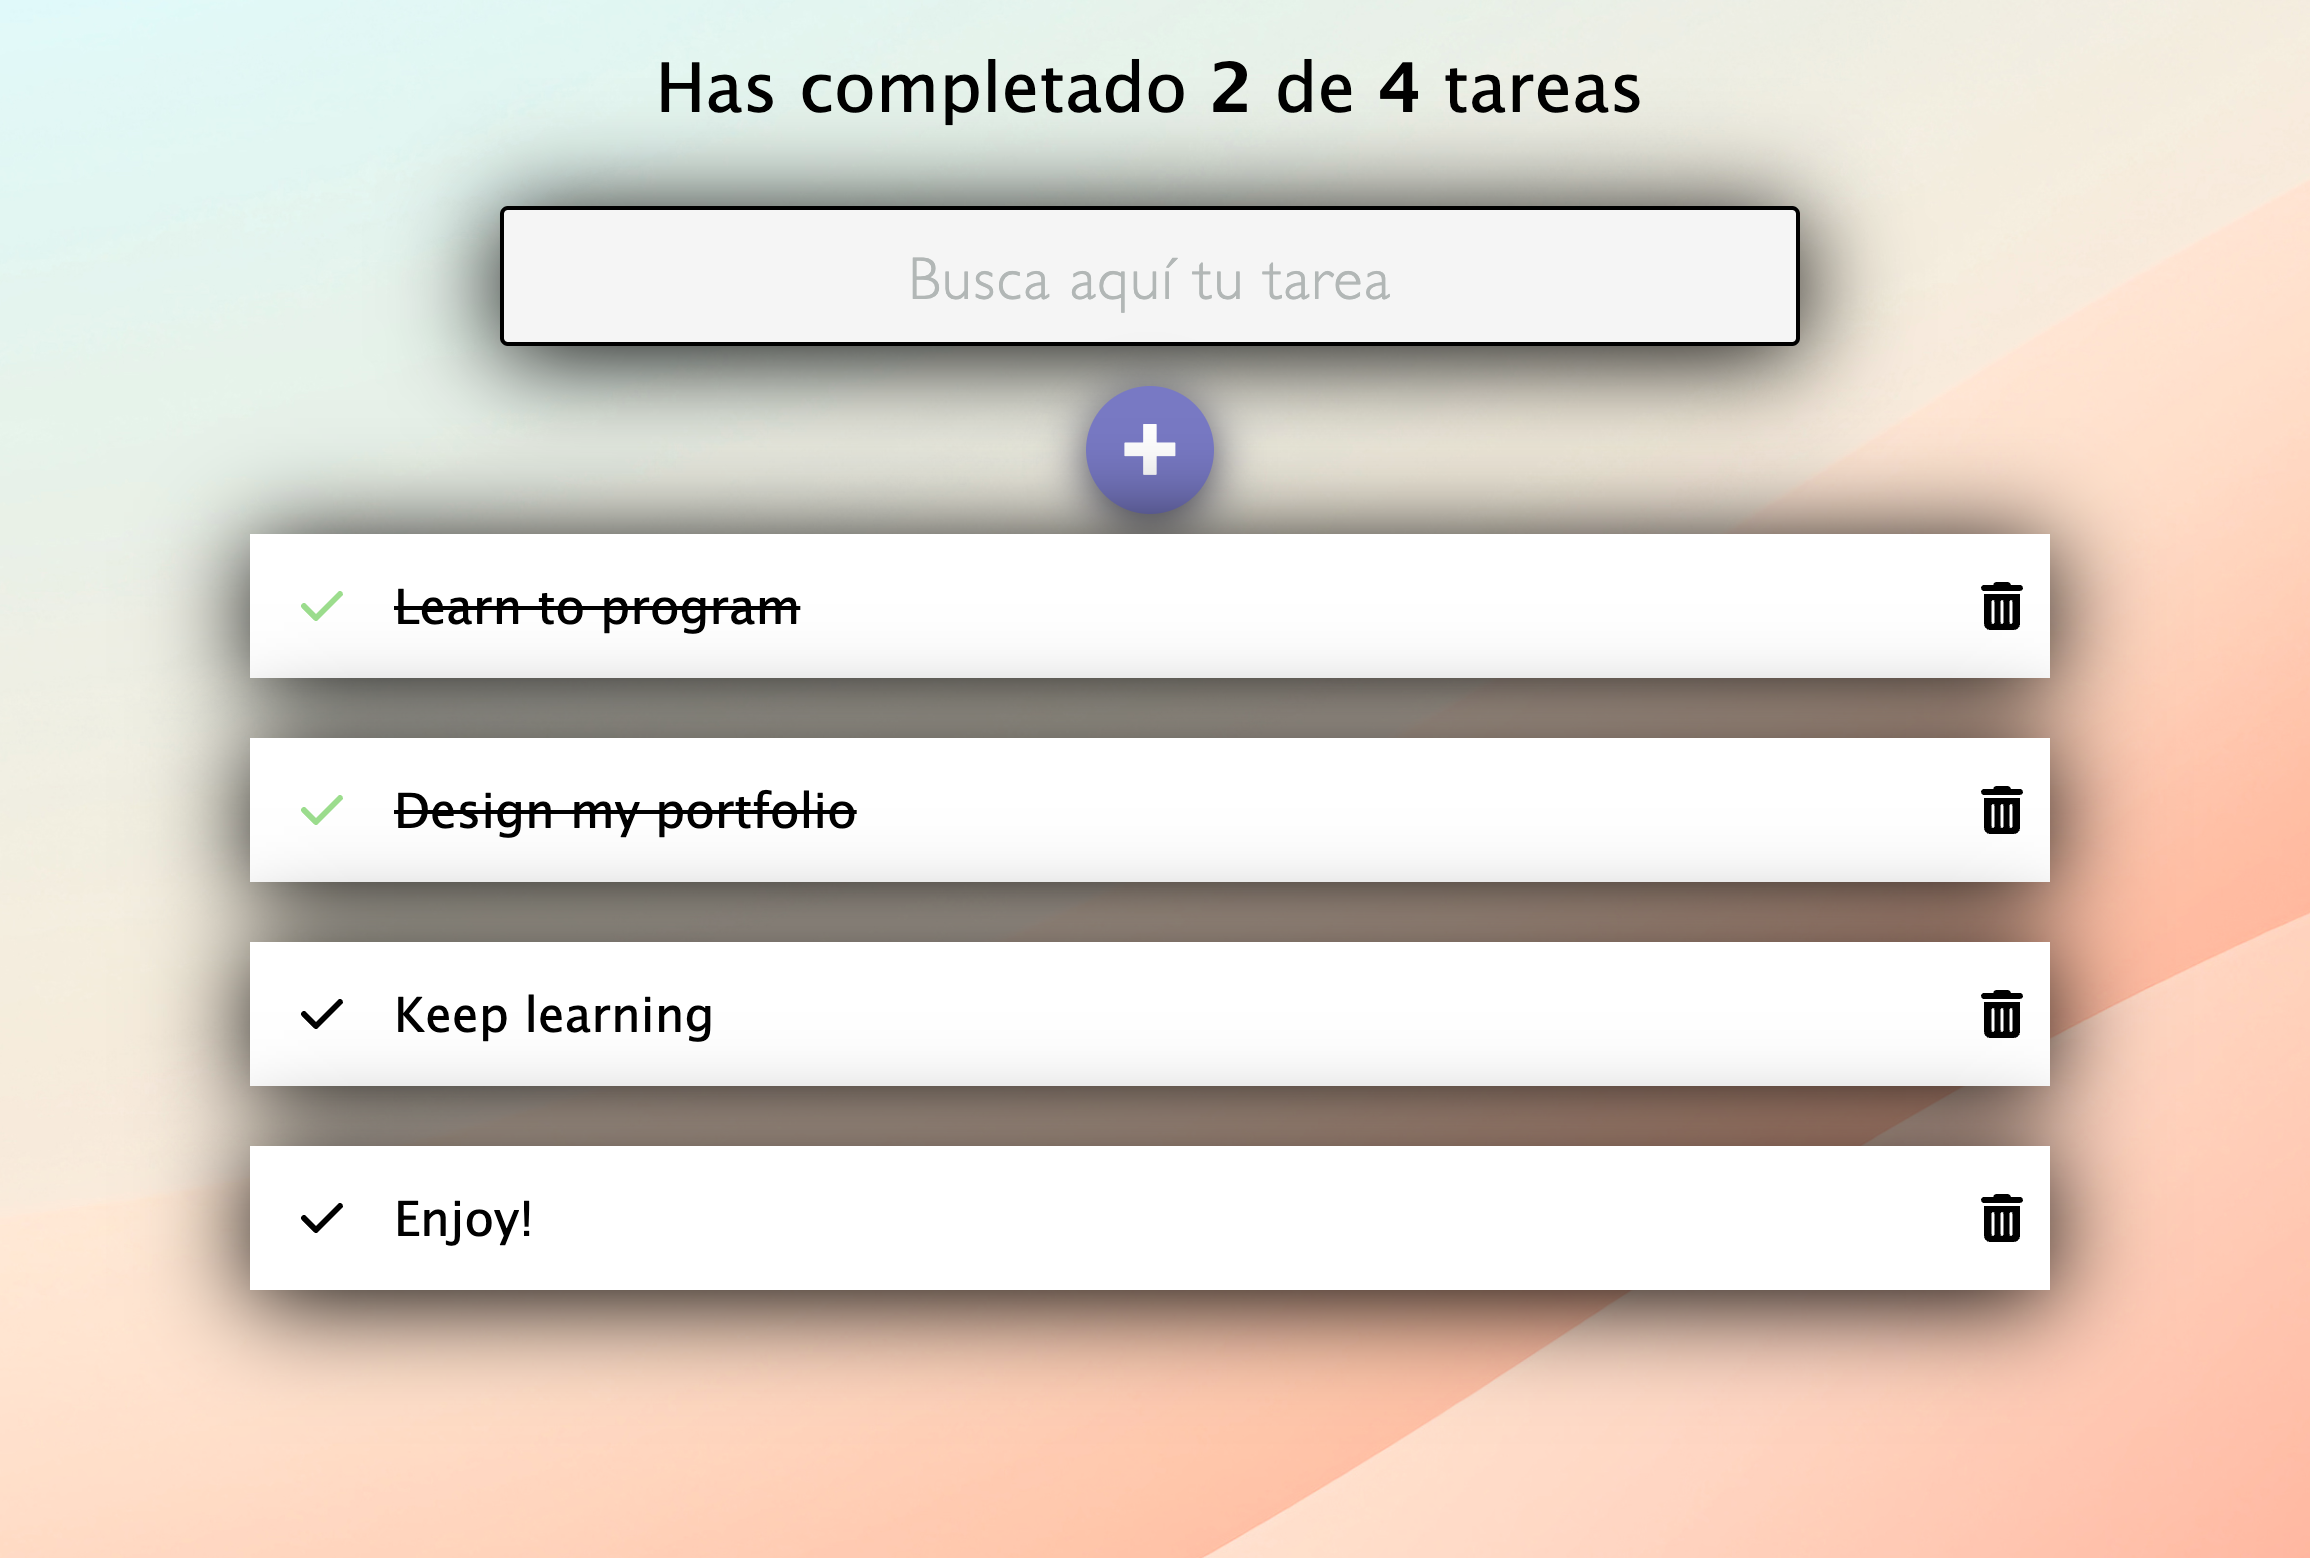 Has completado 2 de 4 tareas
Busca aquí tu tarea
Learn to program
Design my portfolio
Keep learning
Enjoy!